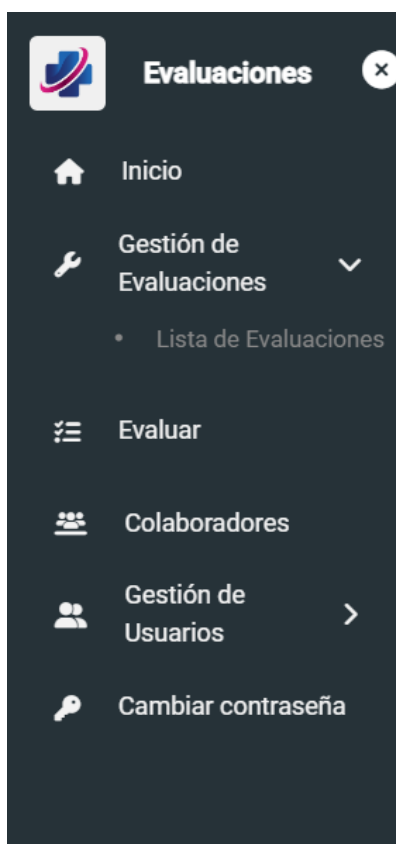 Evaluaciones
Inicio
Gestión de
Evaluaciones
Lista de Evaluaciones
Evaluar
Colaboradores
Gestión de
Usuarios
Cambiar contraseña